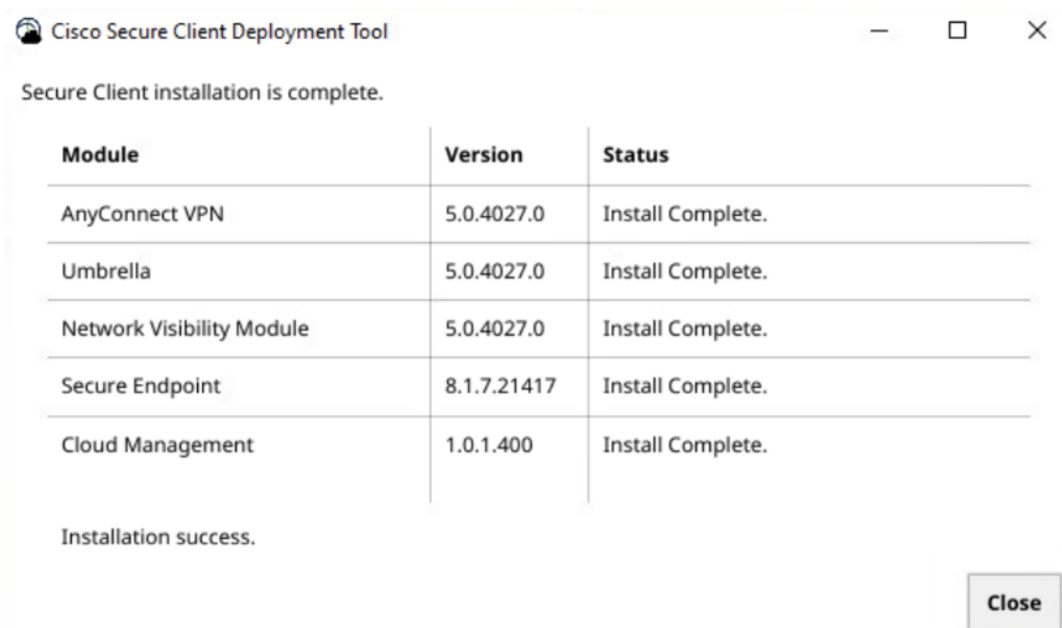 Cisco Secure Client Deployment Tool
Secure Client installation is complete.
Module Version Status
AnyConnect VPN 5.0.4027.0 Install Complete.
Umbrella 5.0.4027.0 Install Complete.
Network Visibility Module 5.0.4027.0 Install Complete.
Secure Endpoint 8.1.7.21417 Install Complete.
Cloud Management 1.0.1.400 Install Complete.
Installation success.
Close